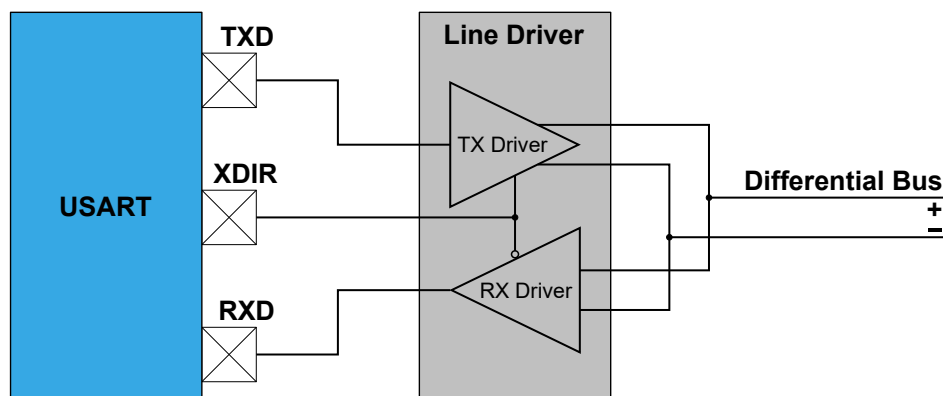 TXD
Line Driver
TX Driver
XDIR
USART
Differential Bus
+
−
RX Driver
RXD